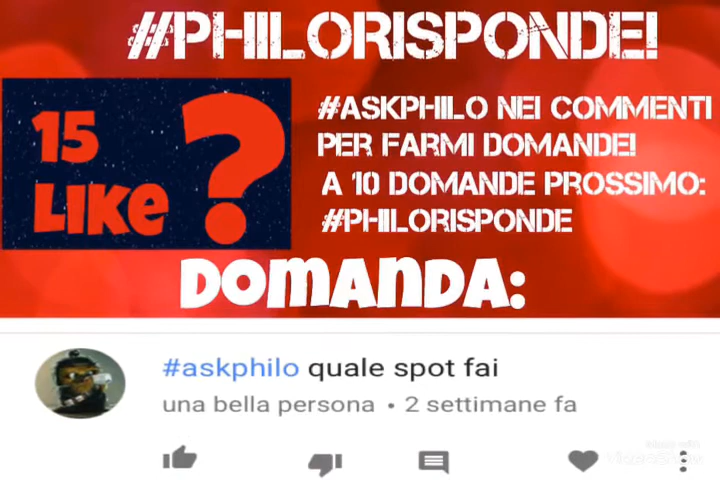 #PHILORISPONDE!
15
LIKE
?
#ASKPHILO NEI COMMENTI
PER FARMI DOMANDE!
A 10 DOMANDE PROSSIMO:
#PHILORISPONDE
DOMANDA:
#askphilo quale spot fai
una bella persona • 2 settimane fa